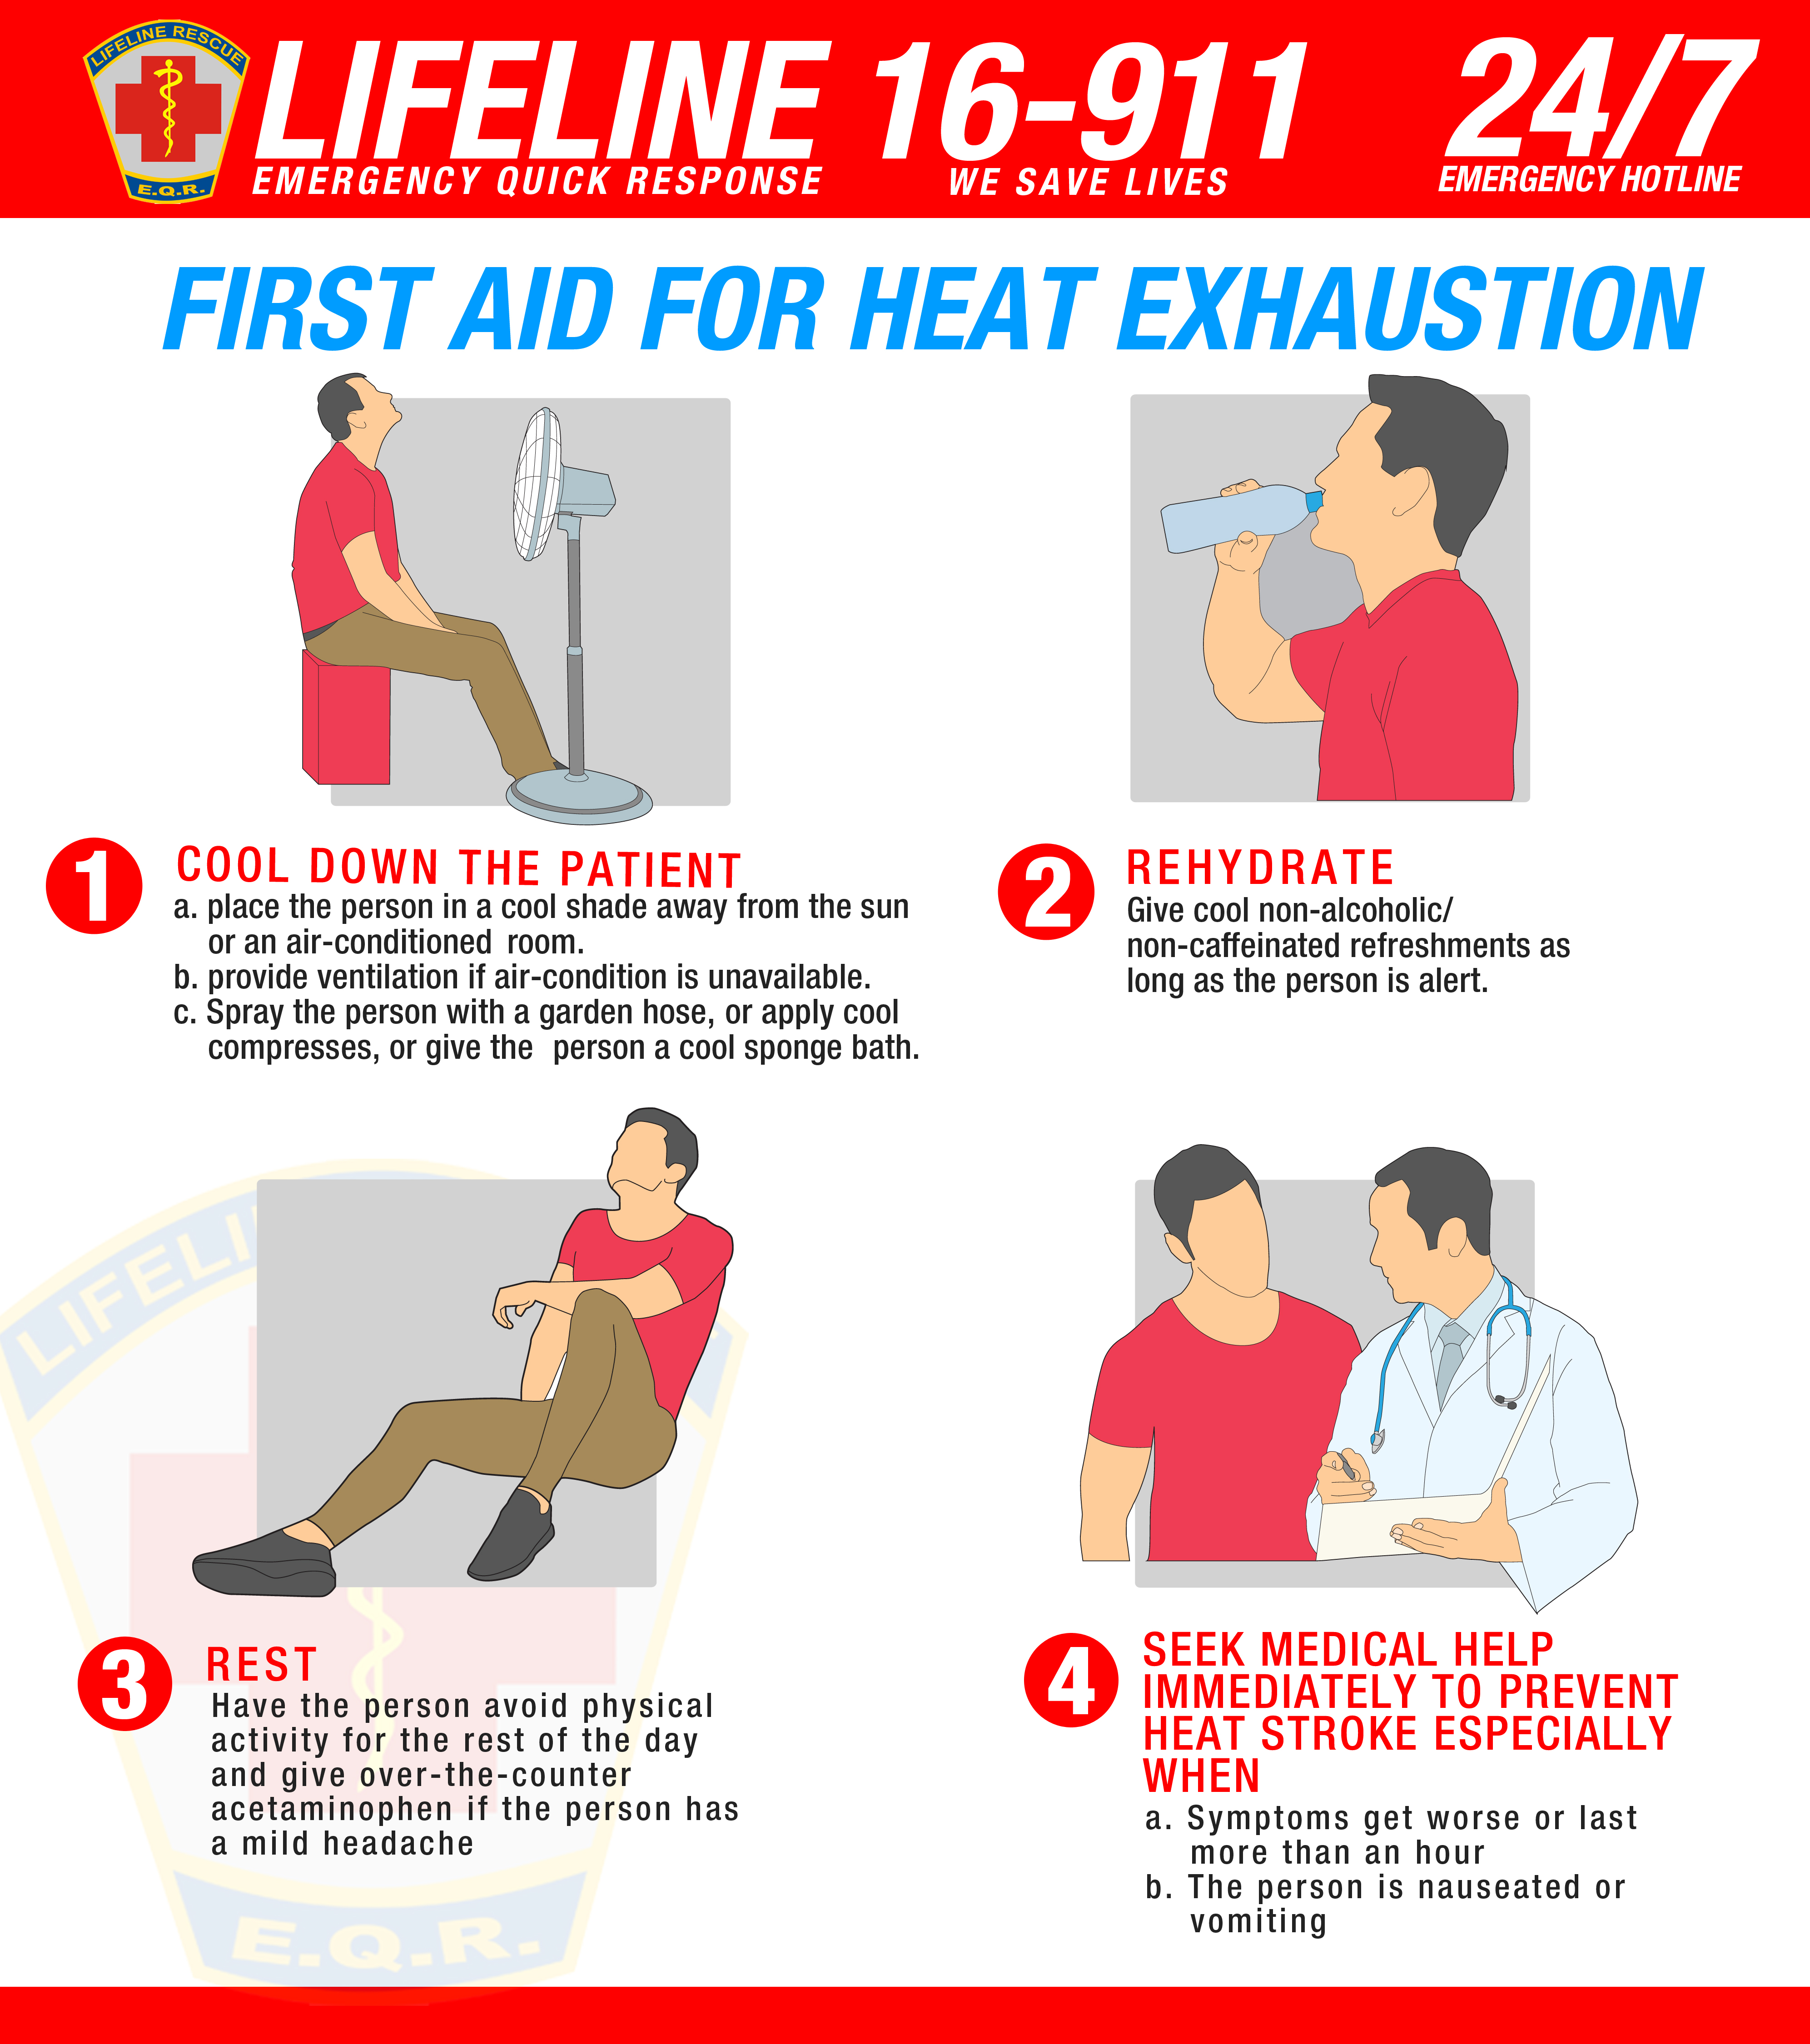 LIFELINE RESCUE
E.Q.R.
LIFELINE 16-911
EMERGENCY QUICK RESPONSE
WE SAVE LIVES
24/7
EMERGENCY HOTLINE
FIRST AID FOR HEAT EXHAUSTION
1
COOL DOWN THE PATIENT
a. place the person in a cool shade away from the sun
or an air-conditioned room.
b. provide ventilation if air-condition is unavailable.
c. Spray the person with a garden hose, or apply cool
compresses, or give the person a cool sponge bath.
2
REHYDRATE
Give cool non-alcoholic/
non-caffeinated refreshments as
long as the person is alert.
LIFELI
3
REST
Have the person avoid physical
activity for the rest of the day
and give over-the-counter
acetaminophen if the person has
a mild headache
E.Q.R.
4
SEEK MEDICAL HELP
IMMEDIATELY TO PREVENT
HEAT STROKE ESPECIALLY
WHEN
a. Symptoms get worse or last
more than an hour
b. The person is nauseated or
vomiting